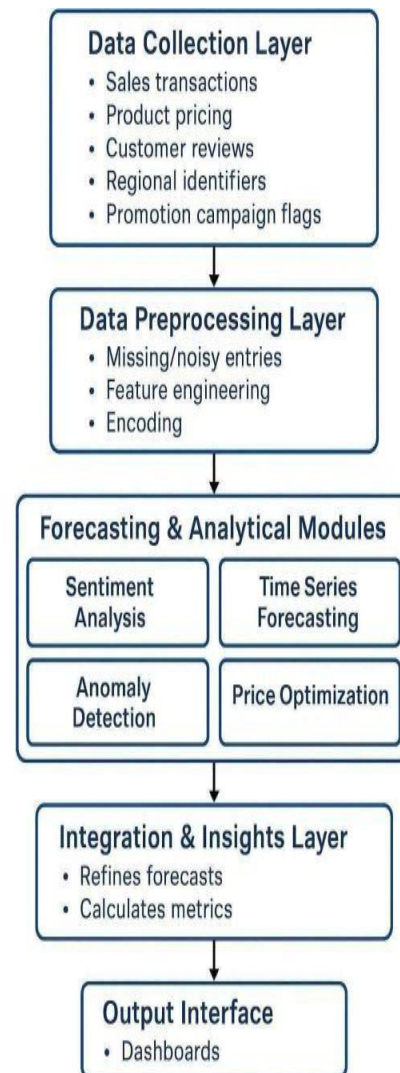 Data Collection Layer
• Sales transactions
• Product pricing
• Customer reviews
• Regional identifiers
• Promotion campaign flags
Data Preprocessing Layer
• Missing/noisy entries
• Feature engineering
• Encoding
Forecasting & Analytical Modules
Sentiment
Analysis
Time Series
Forecasting
Anomaly
Detection
Price Optimization
Integration & Insights Layer
• Refines forecasts
• Calculates metrics
Output Interface
• Dashboards